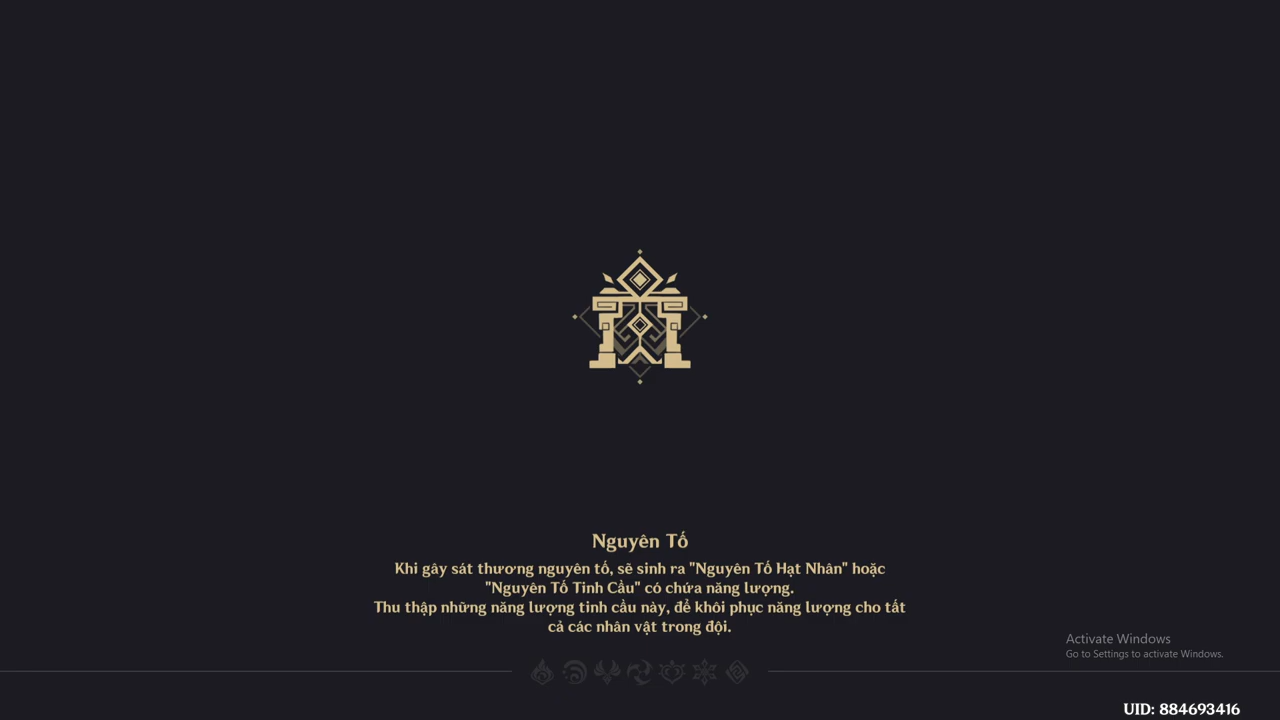 Nguyên Tố
Khi gây sát thương nguyên tố, sẽ sinh ra "Nguyên Tố Hạt Nhân" hoặc
"Nguyên Tố Tinh Cầu" có chứa năng lượng.
Thu thập những năng lượng tinh cầu này, để khôi phục năng lượng cho tất
cả các nhân vật trong đội.
Activate Windows
Go to Settings to activate Windows.
UID: 884693416